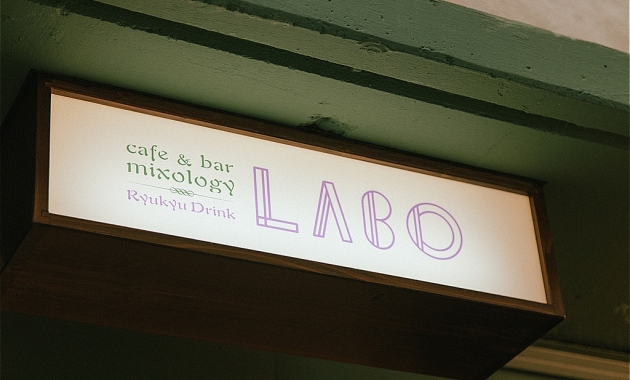 cafe & bar
mixology
Ryukyu Drink
LABO